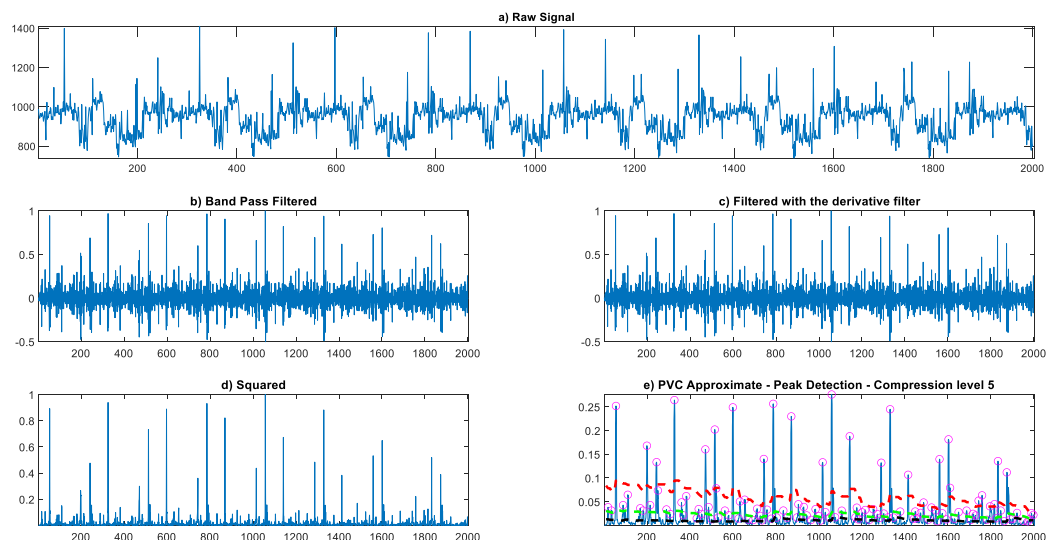 a) Raw Signal
1400
1200
1000
800
200 400 600 800 1000 1200 1400 1600 1800 2000
b) Band Pass Filtered
1
0.5
0
-0.5
200 400 600 800 1000 1200 1400 1600 1800 2000
c) Filtered with the derivative filter
1
0.5
0
-0.5
200 400 600 800 1000 1200 1400 1600 1800 2000
d) Squared
1
0.8
0.6
0.4
0.2
200 400 600 800 1000 1200 1400 1600 1800 2000
e) PVC Approximate - Peak Detection - Compression level 5
0.25
0.2
0.15
0.1
0.05
200 400 600 800 1000 1200 1400 1600 1800 2000